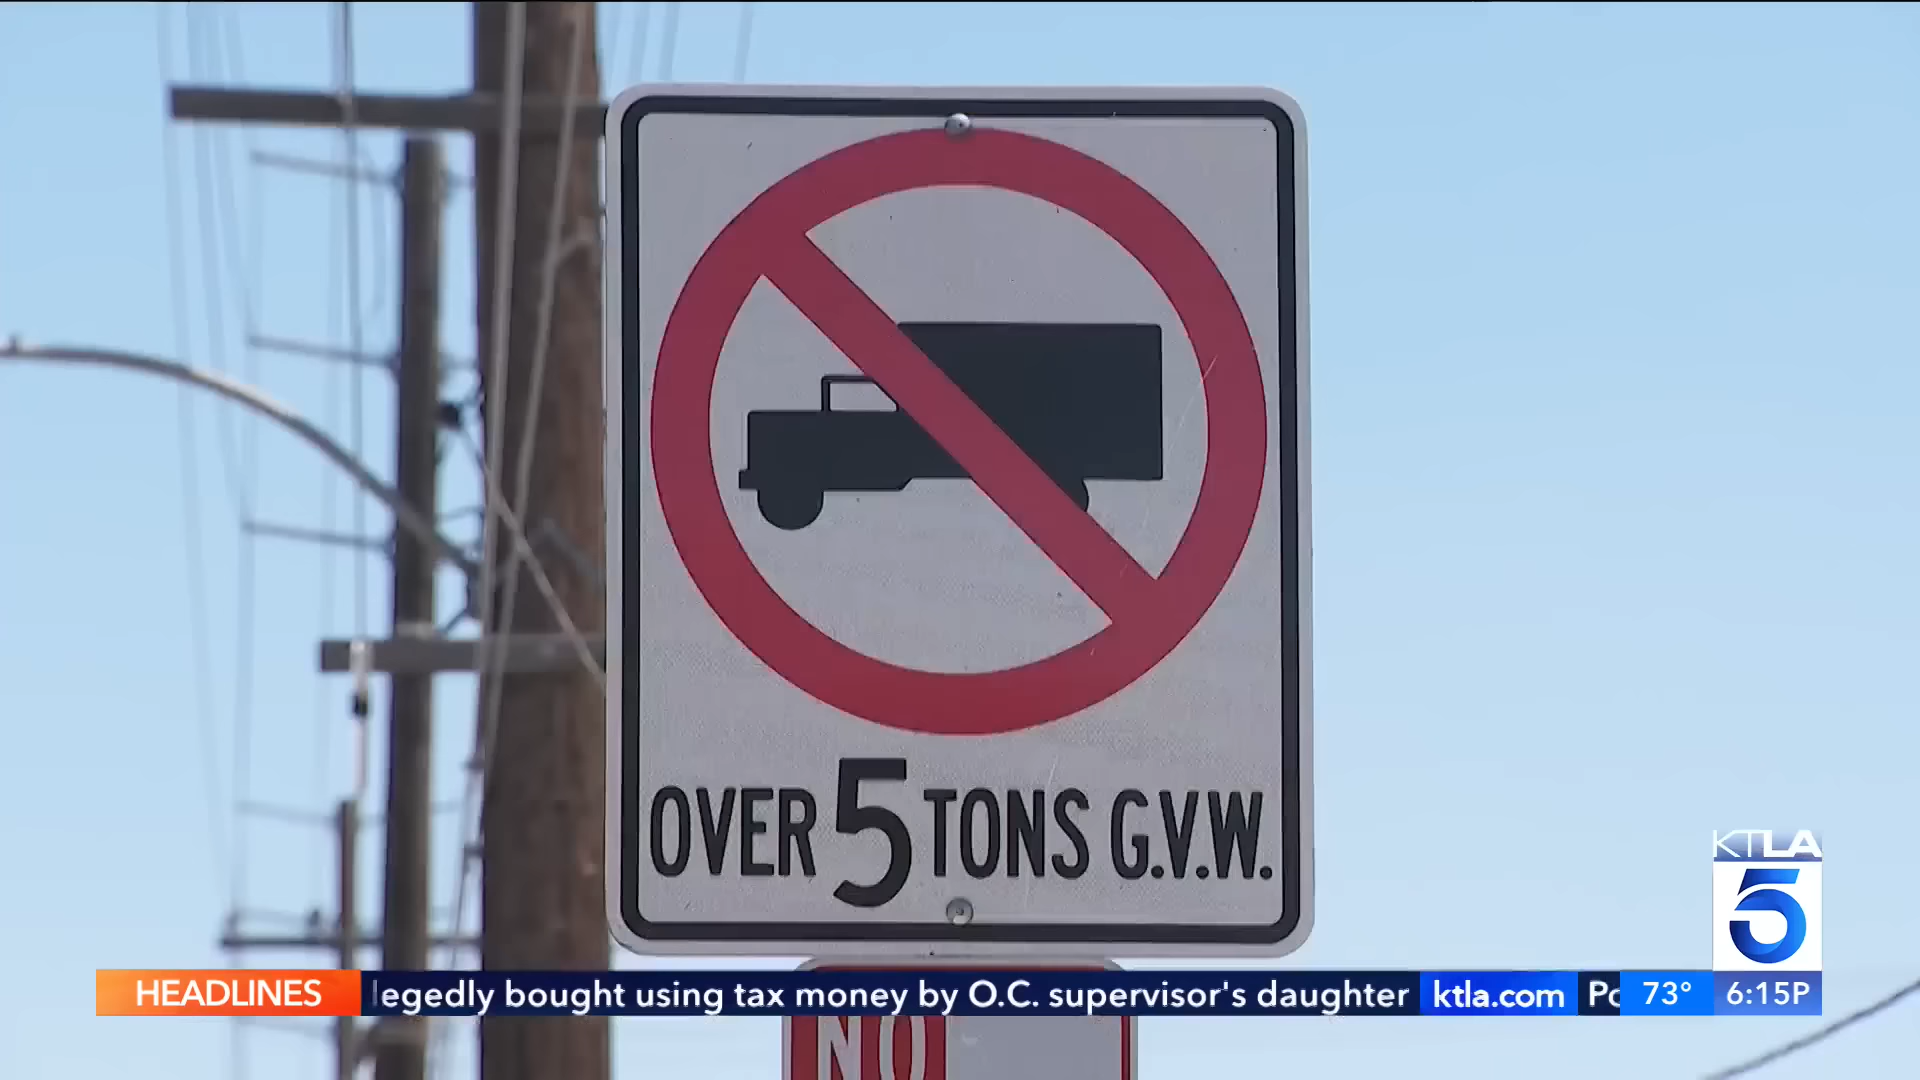 OVER 5 TONS G.V.W.
KTLA
5
HEADLINES legedly bought using tax money by O.C. supervisor's daughter ktla.com 73° 6:15P
NO